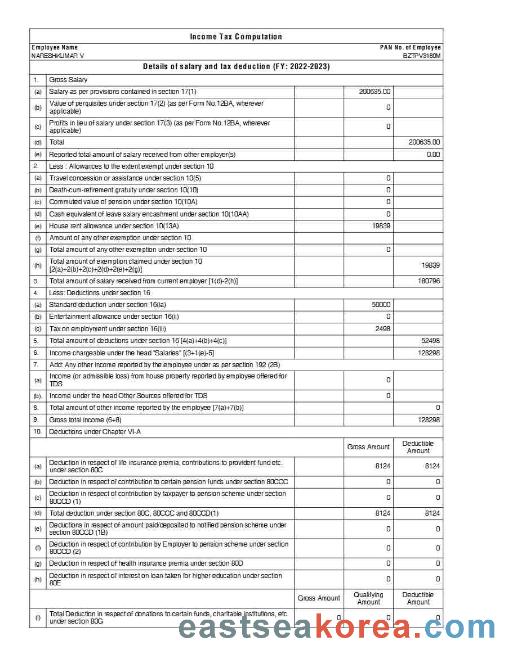 Income Tax Computation
Employee Name PAN No. of Employee
NARESHKUMAR V BZTPV3180M
Details of salary and tax deduction (FY: 2022-2023)
1. Gross Salary
(a) Salary as per provisions contained in section 17(1) 200635.00
(b) Value of perquisites under section 17(2) (as per Form No.12BA, wherever
applicable) 0
(c) Profits in lieu of salary under section 17(3) (as per Form No.12BA, wherever
applicable) 0
(d) Total 200635.00
(e) Reported total amount of salary received from other employer(s) 0.00
2. Less : Allowances to the extent exempt under section 10
(a) Travel concession or assistance under section 10(5) 0
(b) Death-cum-retirement gratuity under section 10(10) 0
(c) Commuted value of pension under section 10(10A) 0
(d) Cash equivalent of leave salary encashment under section 10(10AA) 0
(e) House rent allowance under section 10(13A) 19839
(f) Amount of any other exemption under section 10
(g) Total amount of any other exemption under section 10 0
(h) Total amount of exemption claimed under section 10
[2(a)+2(b)+2(c)+2(d)+2(e)+2(g)] 19839
3. Total amount of salary received from current employer [1(d)-2(h)] 180796
4. Less: Deductions under section 16
(a) Standard deduction under section 16(ia) 50000
(b) Entertainment allowance under section 16(ii) 0
(c) Tax on employment under section 16(iii) 2498
5. Total amount of deductions under section 16 [4(a)+4(b)+4(c)] 52498
6. Income chargeable under the head "Salaries" [(3+1(e)-5] 128298
7. Add: Any other income reported by the employee under as per section 192 (2B)
(a) Income (or admissible loss) from house property reported by employee offered for
TDS 0
(b). Income under the head Other Sources offered for TDS 0
8. Total amount of other income reported by the employee [7(a)+7(b)] 0
9. Gross total income (6+8) 128298
10. Deductions under Chapter VI-A
Gross Amount Deductible
Amount
(a) Deduction in respect of life insurance premia, contributions to provident fund etc.
under section 80C 8124 8124
(b) Deduction in respect of contribution to certain pension funds under section 80CCC 0 0
(c) Deduction in respect of contribution by taxpayer to pension scheme under section
80CCD (1) 0 0
(d) Total deduction under section 80C, 80CCC and 80CCD(1) 8124 8124
(e) Deductions in respect of amount paid/deposited to notified pension scheme under
section 80CCD (1B) 0 0
(f) Deduction in respect of contribution by Employer to pension scheme under section
80CCD (2) 0 0
(g) Deduction in respect of health insurance premia under section 80D 0 0
(h) Deduction in respect of interest on loan taken for higher education under section
80E 0 0
Gross Amount Qualifying
Amount Deductible
Amount
(i) Total Deduction in respect of donations to certain funds, charitable institutions, etc.
under section 80G 0 0 0
eastseakorea.com